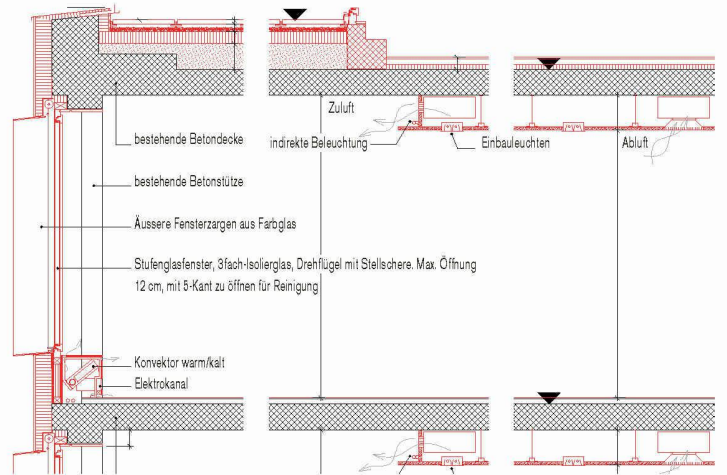 Zuluft
bestehende Betondecke
indirekte Beleuchtung
Einbauleuchten
Abluft
bestehende Betonstütze
Äussere Fensterzargen aus Farbglas
Stufenglasfenster, 3fach-Isolierglas, Drehflügel mit Stellschere. Max. Öffnung
12 cm, mit 5-Kant zu öffnen für Reinigung
Konvektor warm/kalt
Elektrokanal